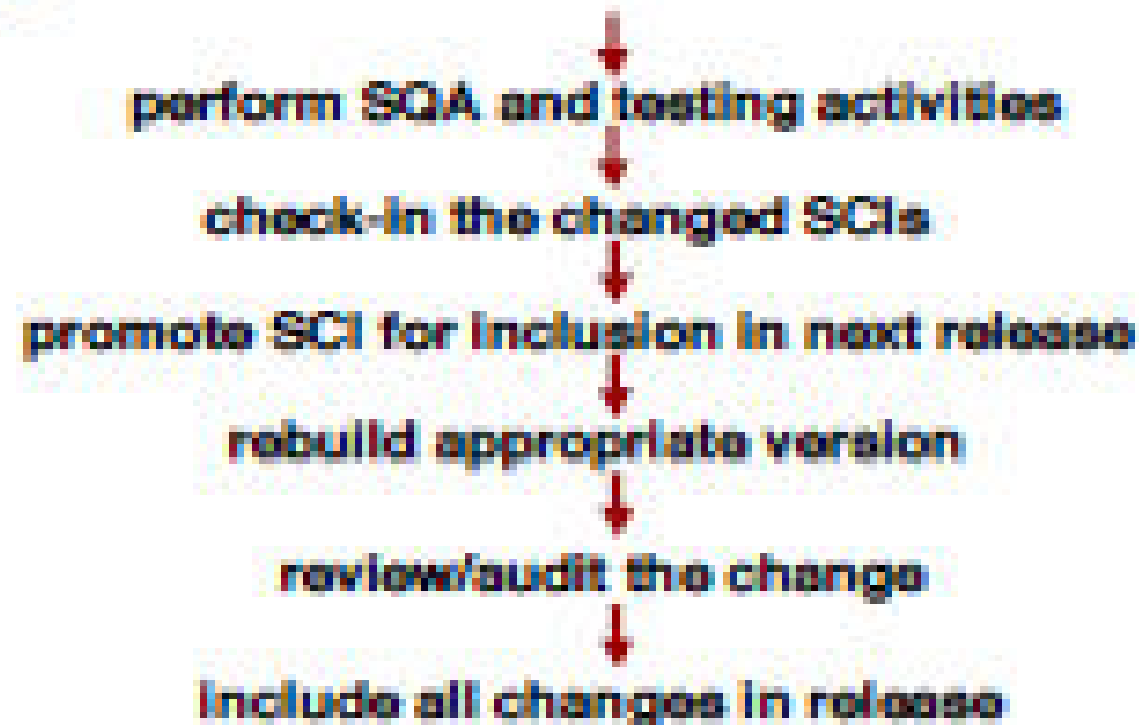 perform SQA and testing activities
check-in the changed SCIs
promote SCI for inclusion in next release
rebuild appropriate version
review/audit the change
include all changes in release